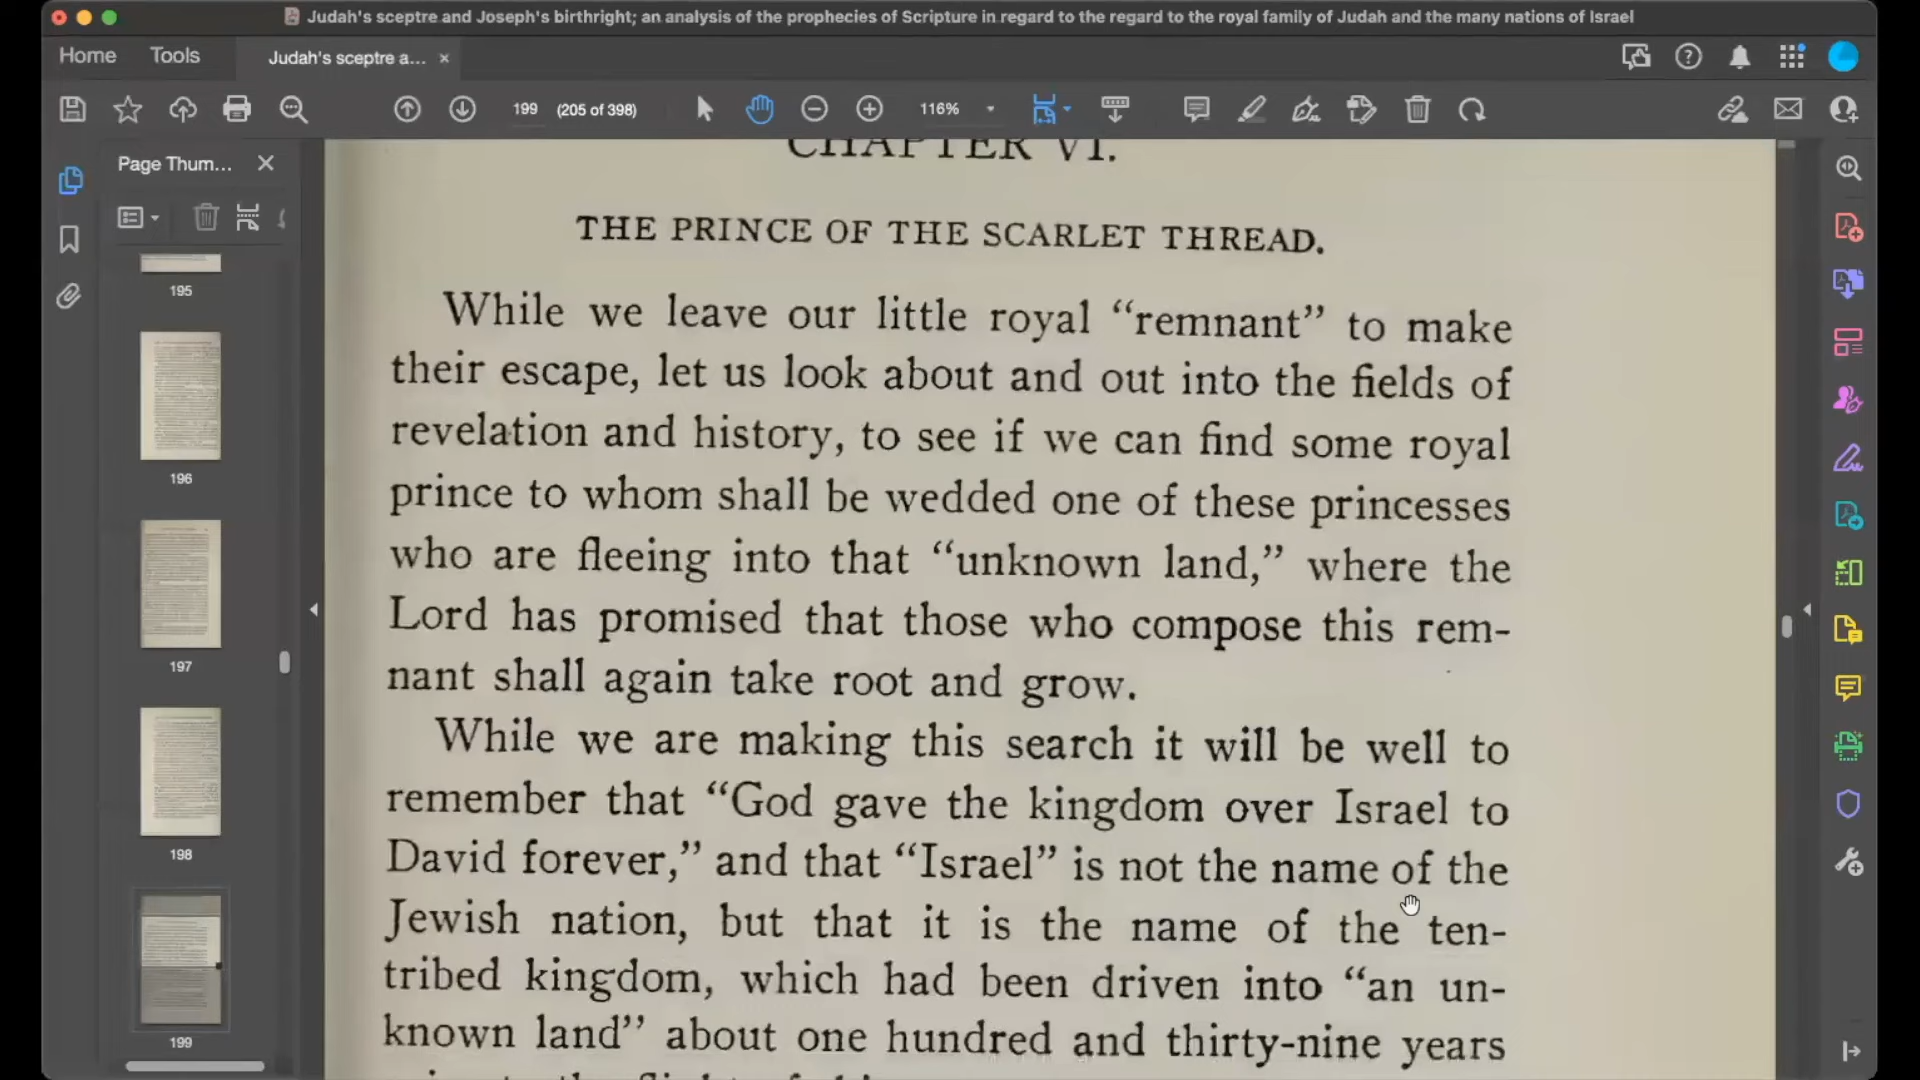 Judah's sceptre and Joseph's birthright; an analysis of the prophecies of Scripture in regard to the regard to the royal family of Judah and the many nations of Israel
Home Tools Judah's sceptre a... ×
199 (205 of 398) 116%
Page Thum...
195
196
197
198
199
CHAPTER VI.
THE PRINCE OF THE SCARLET THREAD.
While we leave our little royal “remnant” to make
their escape, let us look about and out into the fields of
revelation and history, to see if we can find some royal
prince to whom shall be wedded one of these princesses
who are fleeing into that “unknown land,” where the
Lord has promised that those who compose this rem-
nant shall again take root and grow.
While we are making this search it will be well to
remember that “God gave the kingdom over Israel to
David forever,” and that “Israel” is not the name of the
Jewish nation, but that it is the name of the ten-
tribed kingdom, which had been driven into “an un-
known land” about one hundred and thirty-nine years